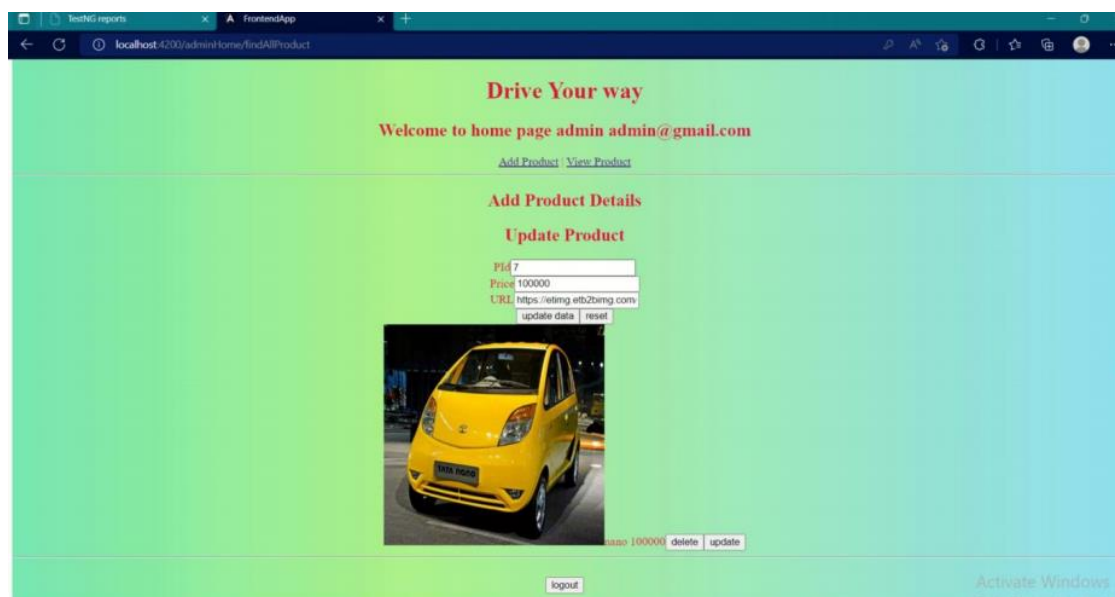 TestNG reports
FrontendApp
localhost:4200/adminHome/findAllProduct
Drive Your way
Welcome to home page admin admin@gmail.com
Add Product | View Product
Add Product Details
Update Product
PId 7
Price 100000
URL https://etimg.etb2bimg.com/
update data reset
TATA NANO
nano 100000 delete update
logout
Activate Windows